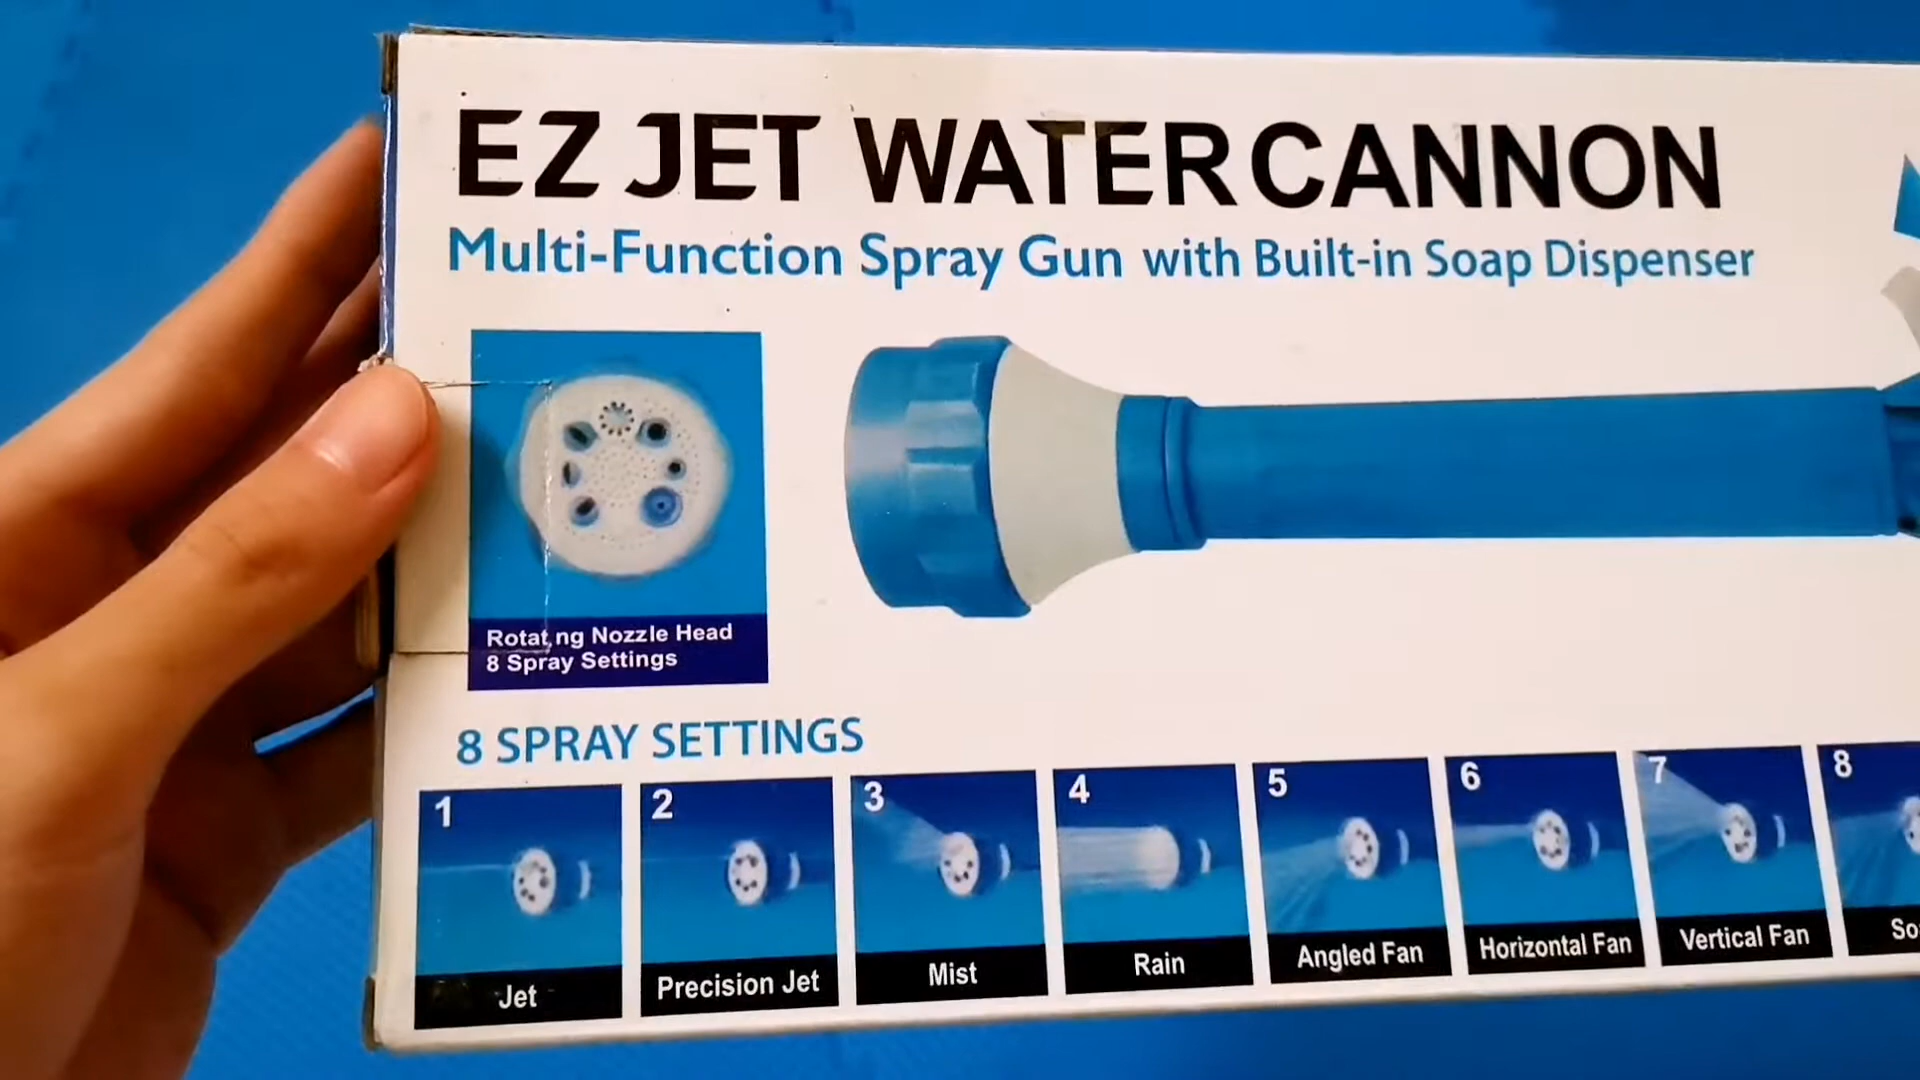 EZ JET WATER CANNON
Multi-Function Spray Gun with Built-in Soap Dispenser
Rotating Nozzle Head
8 Spray Settings
8 SPRAY SETTINGS
1
2
3
4
5
6
7
8
Jet
Precision Jet
Mist
Rain
Angled Fan
Horizontal Fan
Vertical Fan
So